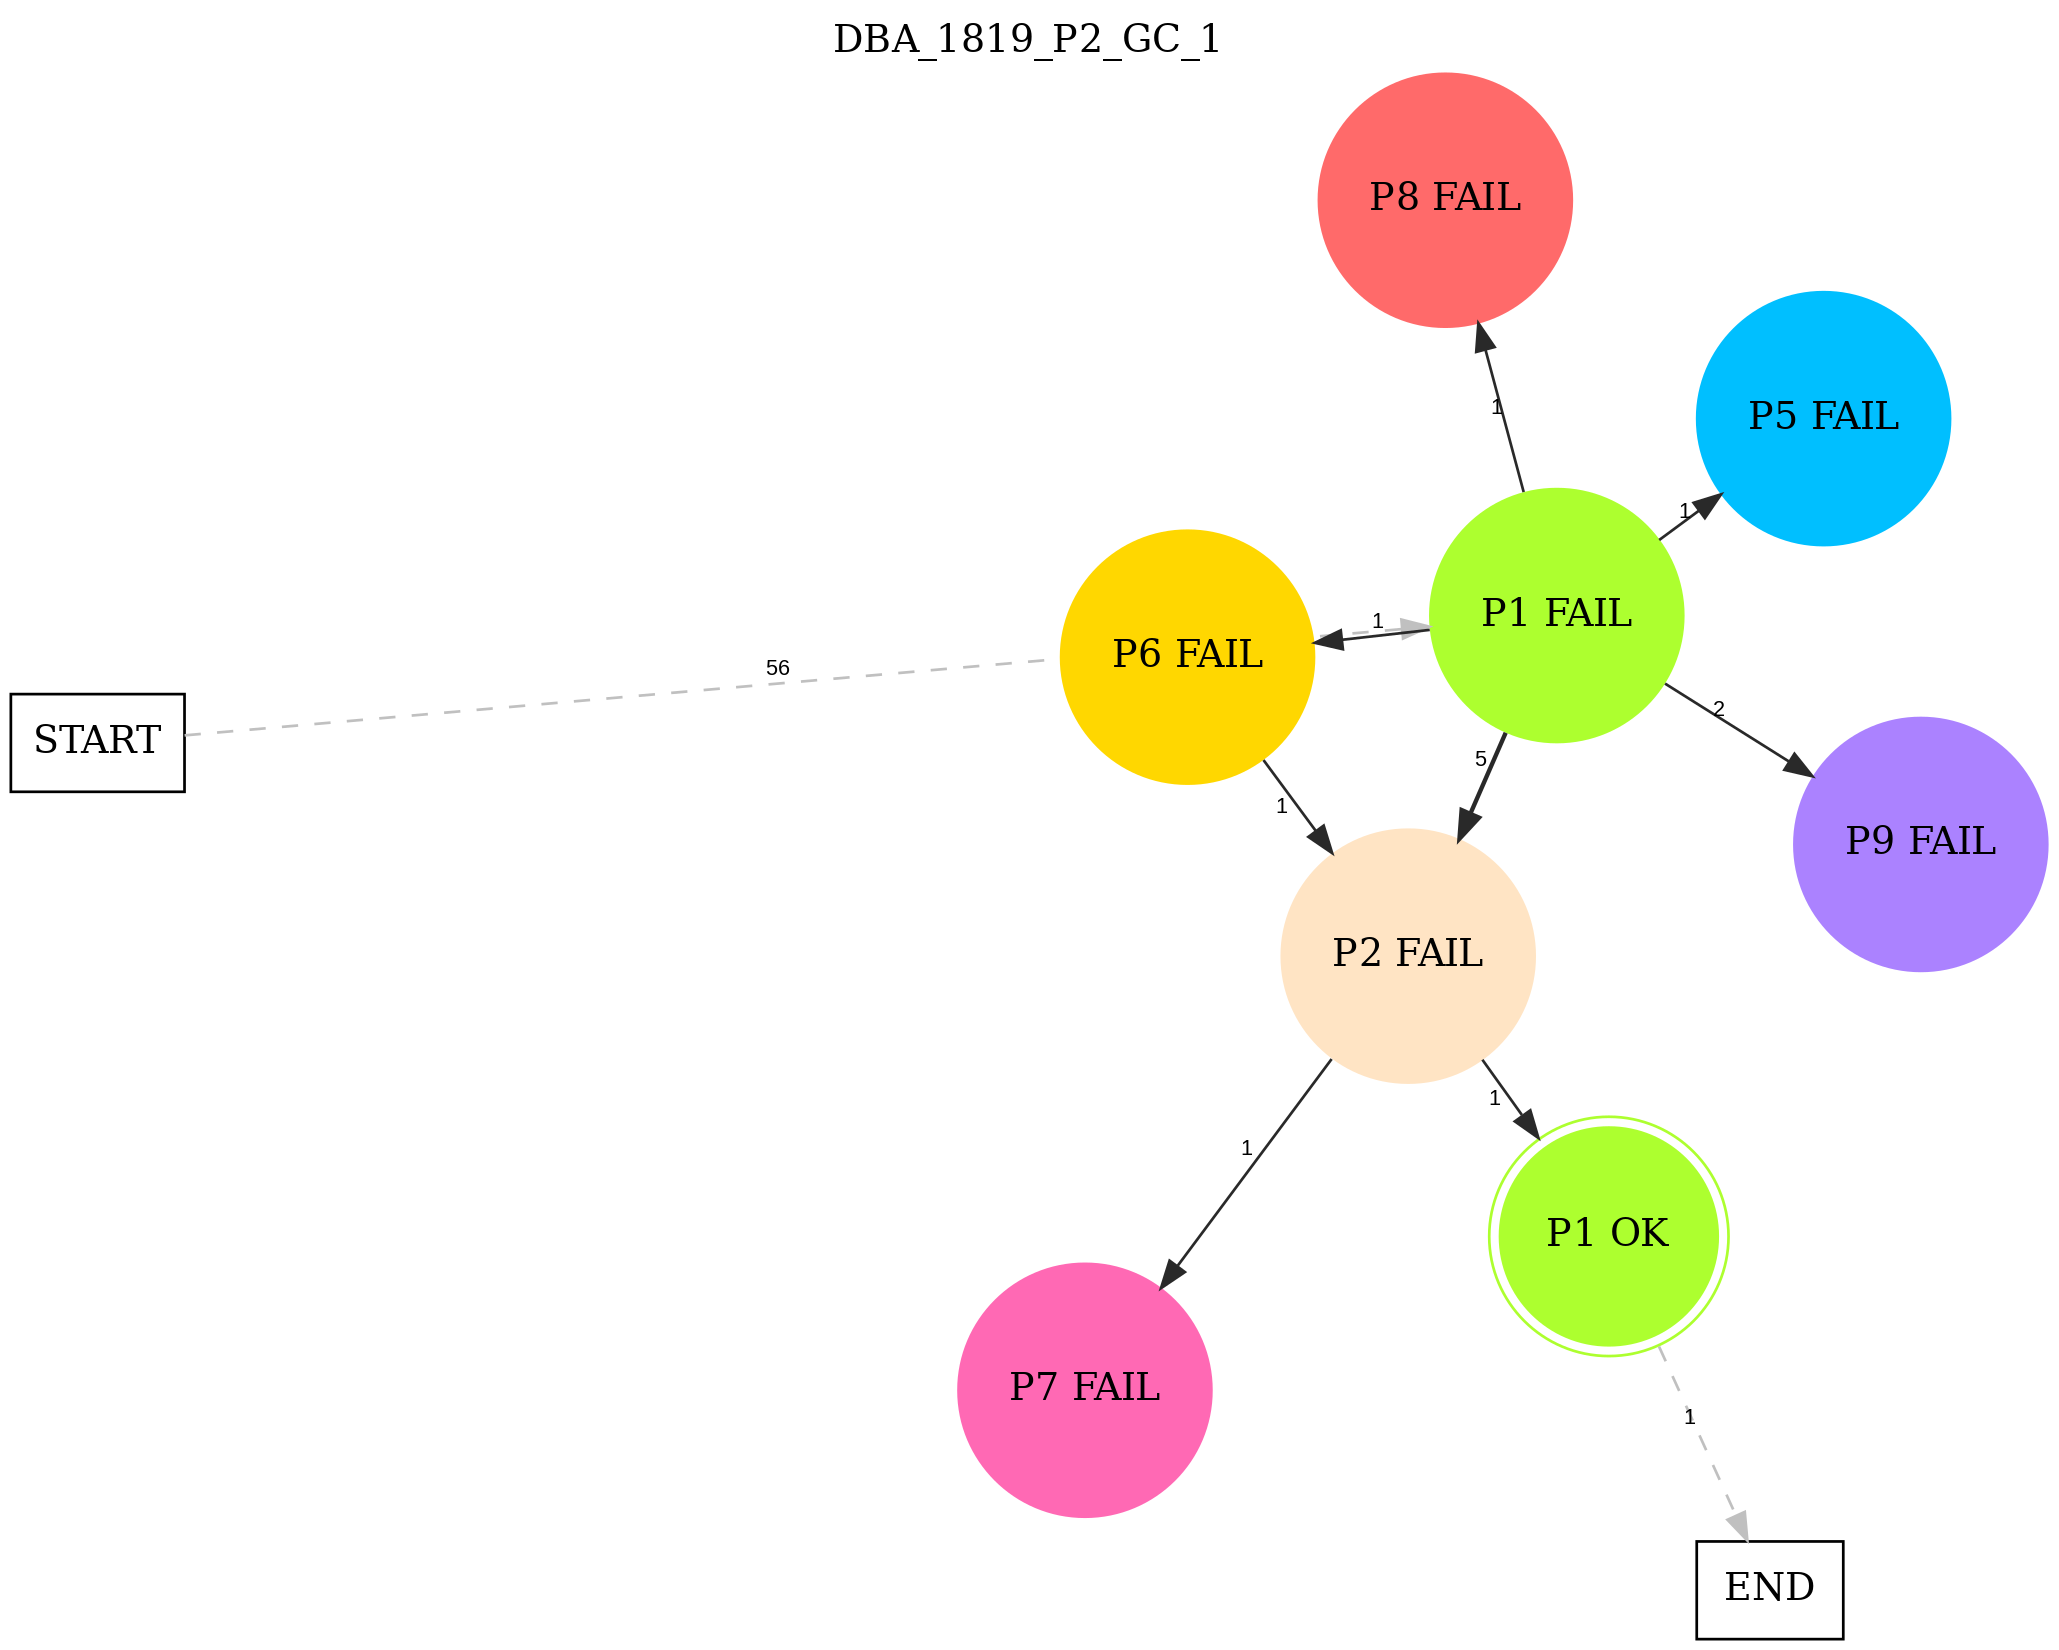 DBA_1819_P2_GC_1
P8 FAIL
P5 FAIL
1
1
P1 FAIL
1
P6 FAIL
56
2
START
5
1
P9 FAIL
P2 FAIL
1
1
P1 OK
P7 FAIL
1
END